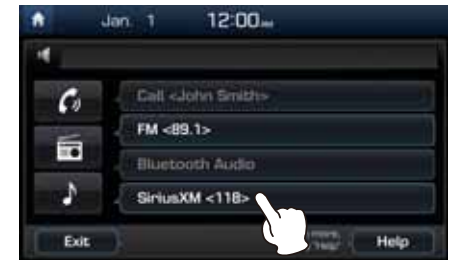 Jan. 1 12:00
Call <John Smith>
FM <89.1>
Bluetooth Audio
SiriusXM <118>
Exit
Help